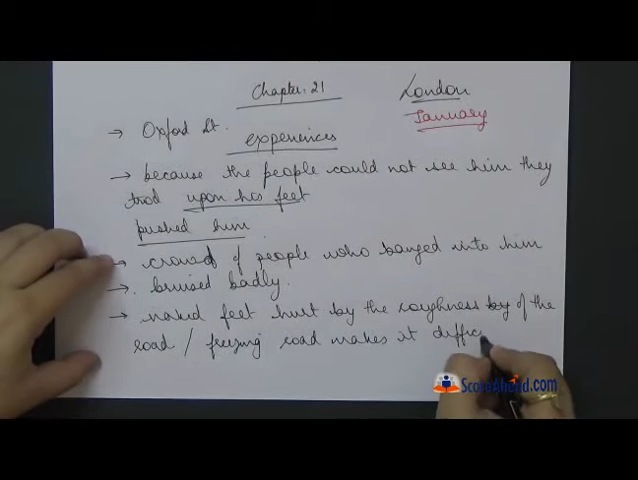 Chapter: 21
London
January
→ Oxford St.
experiences
→ because the people could not see him they
trod upon his feet
pushed him
→ crowd of people who banged into him
→ bruised badly.
→ naked feet hurt by the roughness by of the
road / freezing road makes it diffic
Scoreshund.com